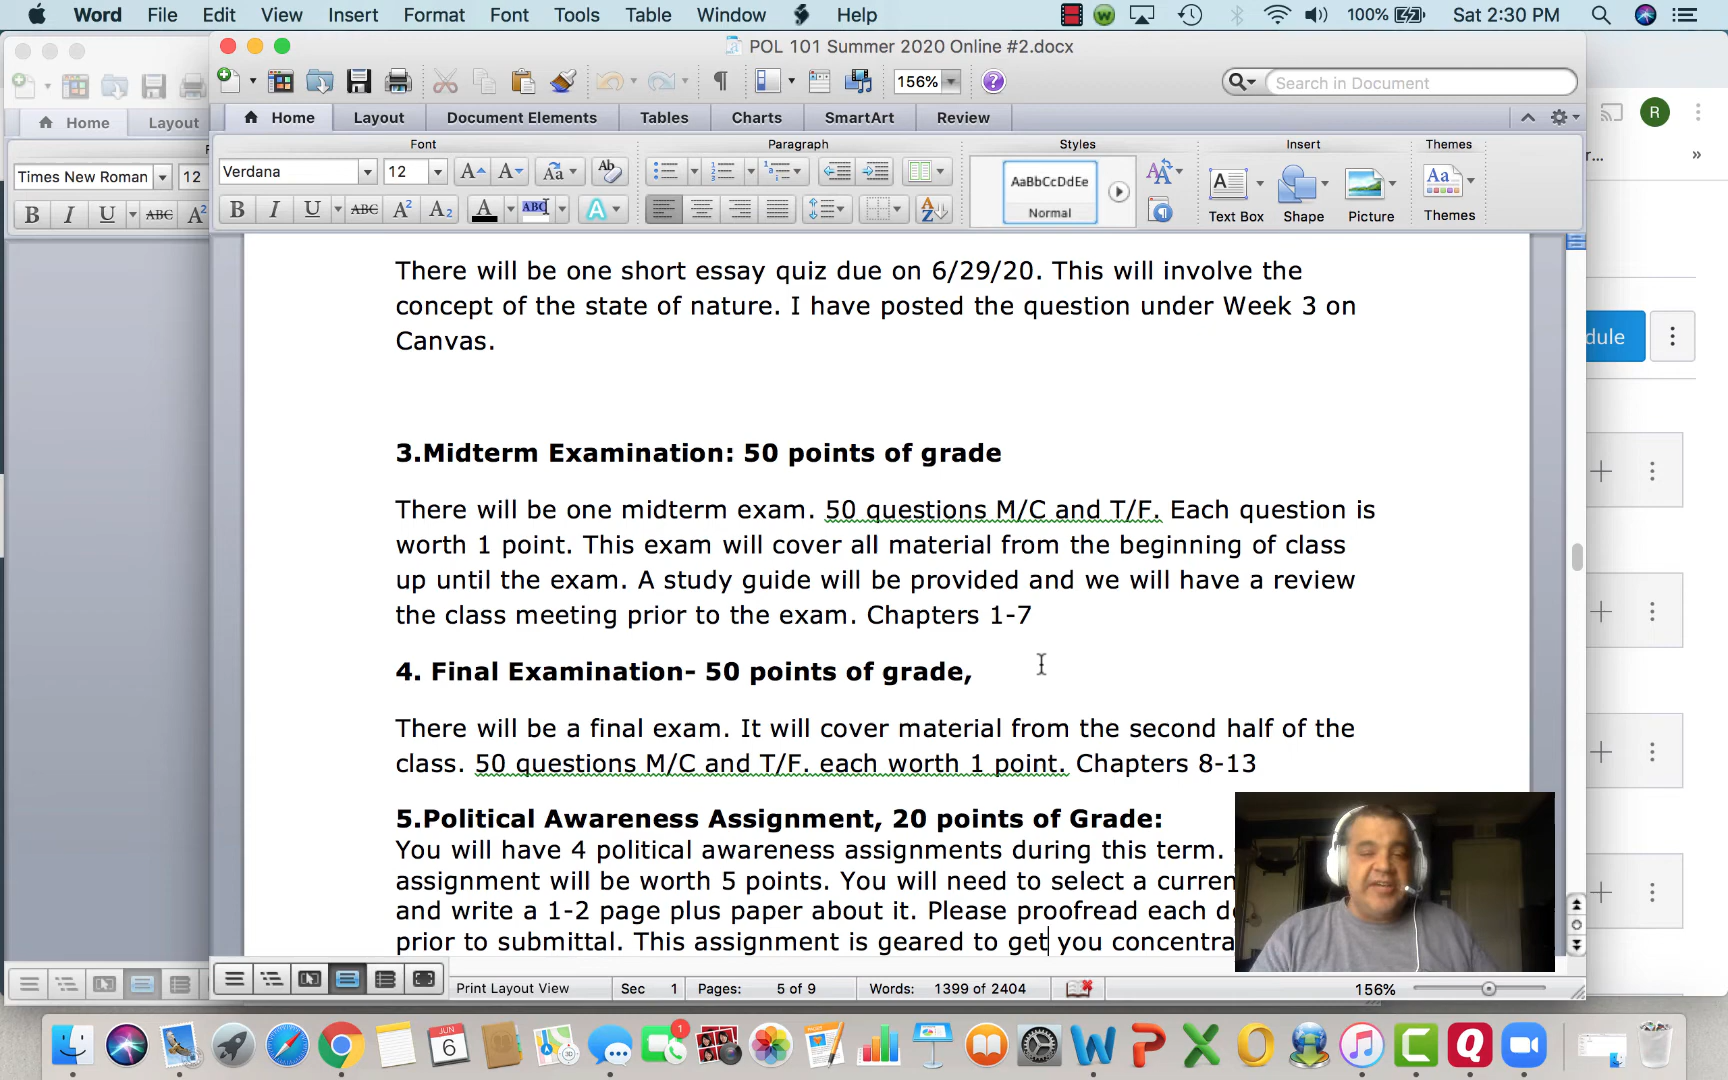 Word File Edit View Insert Format Font Tools Table Window Help 100% Sat 2:30 PM
POL 101 Summer 2020 Online #2.docx
156% Search in Document
Home Layout
Home Layout Document Elements Tables Charts SmartArt Review
Font Paragraph Styles Insert Themes
Times New Roman 12
Verdana 12
AaBbCcDdEe
Normal
Text Box Shape Picture Themes
R
dule
There will be one short essay quiz due on 6/29/20. This will involve the
concept of the state of nature. I have posted the question under Week 3 on
Canvas.
3.Midterm Examination: 50 points of grade
There will be one midterm exam. 50 questions M/C and T/F. Each question is
worth 1 point. This exam will cover all material from the beginning of class
up until the exam. A study guide will be provided and we will have a review
the class meeting prior to the exam. Chapters 1-7
4. Final Examination- 50 points of grade,
There will be a final exam. It will cover material from the second half of the
class. 50 questions M/C and T/F. each worth 1 point. Chapters 8-13
5.Political Awareness Assignment, 20 points of Grade:
You will have 4 political awareness assignments during this term.
assignment will be worth 5 points. You will need to select a curren
and write a 1-2 page plus paper about it. Please proofread each d
prior to submittal. This assignment is geared to get you concentra
Print Layout View Sec 1 Pages: 5 of 9 Words: 1399 of 2404 156%
JUN
6
1